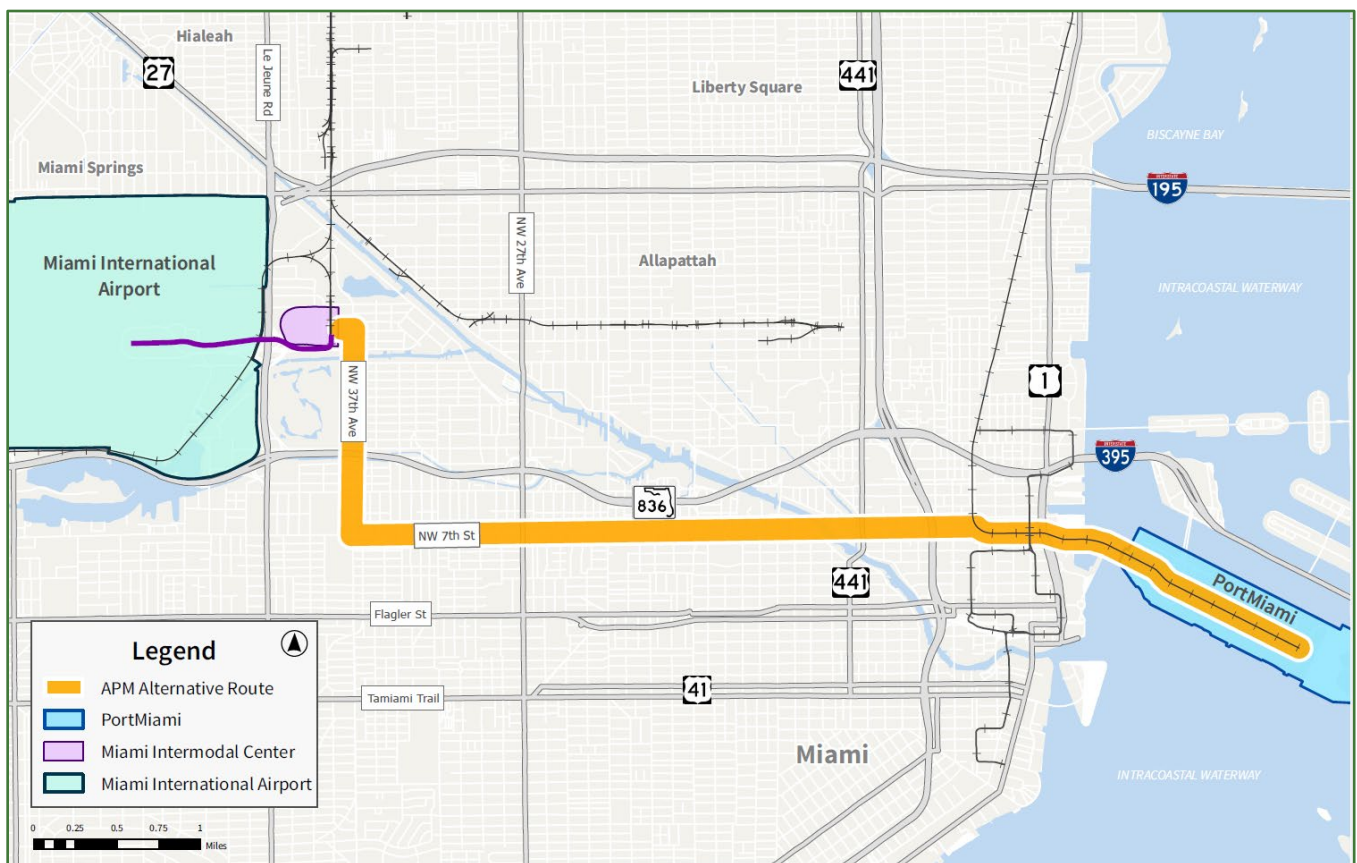 Hialeah
27
Le Jeune Rd
Liberty Square
441
BISCAYNE BAY
Miami Springs
INTERSTATE
195
NW 27th Ave
Miami International
Airport
Allapattah
INTRACOASTAL WATERWAY
NW 37th Ave
1
INTERSTATE
395
836
NW 7th St
441
PortMiami
Flagler St
Legend
APM Alternative Route
PortMiami
Miami Intermodal Center
Miami International Airport
0 0.25 0.5 0.75 1
Miles
Tamiami Trail
41
Miami
INTRACOASTAL WATERWAY